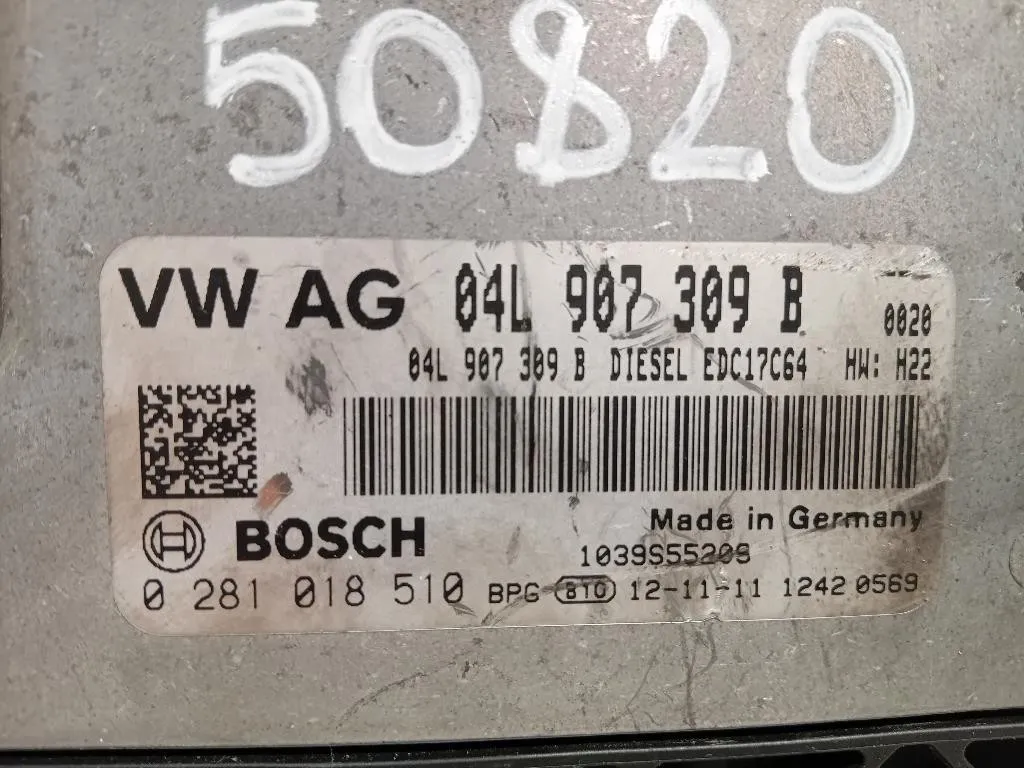 50820
VW AG 04L 907 309 B 0020
04L 907 309 B DIESEL EDC17C64 HW: H22
BOSCH Made in Germany
1039S55209
0 281 018 510 BPG 8TO 12-11-11 1242 0569